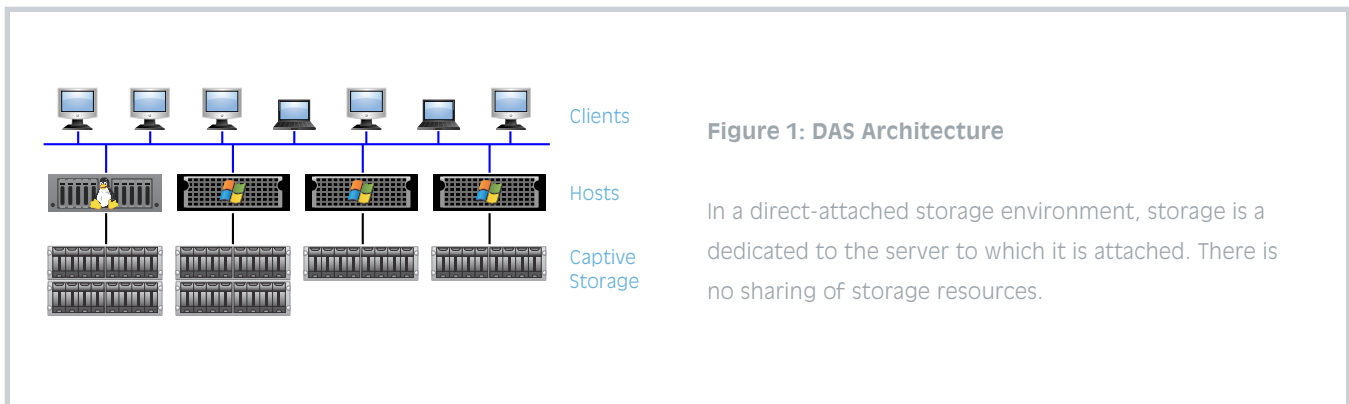 Clients
Hosts
Captive
Storage
Figure 1: DAS Architecture
In a direct-attached storage environment, storage is a
dedicated to the server to which it is attached. There is
no sharing of storage resources.